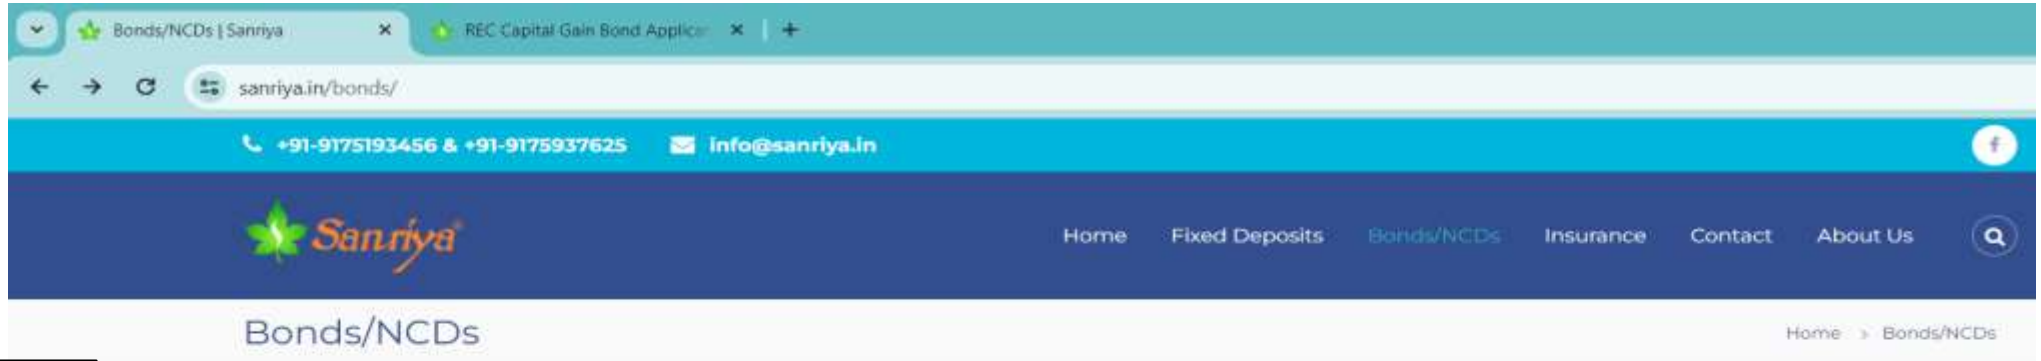 Bonds/NCDs | Sanriya
REC Capital Gain Bond Applicat
sanriya.in/bonds/
+91-9175193456 & +91-9175937625 info@sanriya.in
Sanriya
Home Fixed Deposits Bonds/NCDs Insurance Contact About Us
Bonds/NCDs
Home > Bonds/NCDs